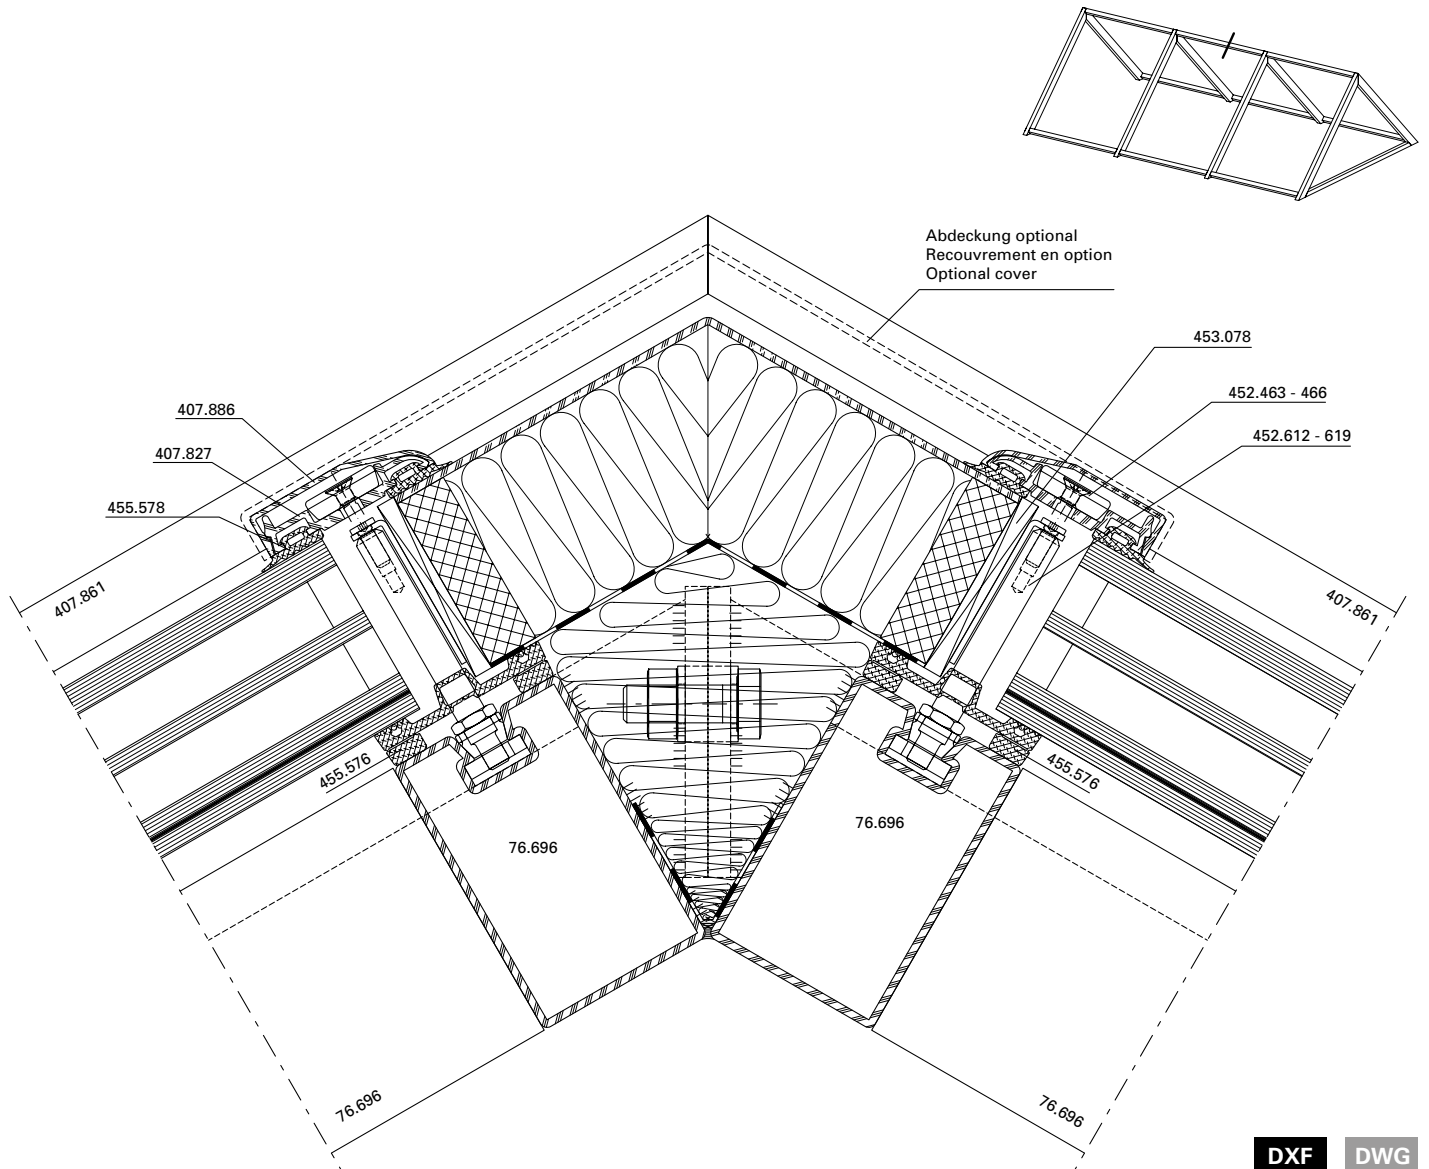 Abdeckung optional
Recouvrement en option
Optional cover
453.078
452.463 - 466
452.612 - 619
407.886
407.827
455.578
407.861
407.861
455.576
455.576
76.696
76.696
76.696
76.696
DXF
DWG